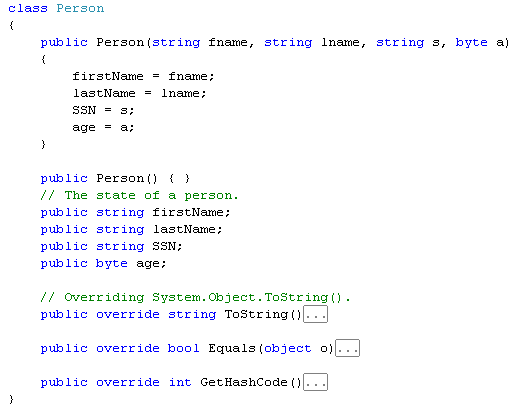 class Person
{
    public Person(string fname, string lname, string s, byte a)
    {
        firstName = fname;
        lastName = lname;
        SSN = s;
        age = a;
    }

    public Person() { }
    // The state of a person.
    public string firstName;
    public string lastName;
    public string SSN;
    public byte age;

    // Overriding System.Object.ToString().
    public override string ToString()...

    public override bool Equals(object o)...

    public override int GetHashCode()...
}